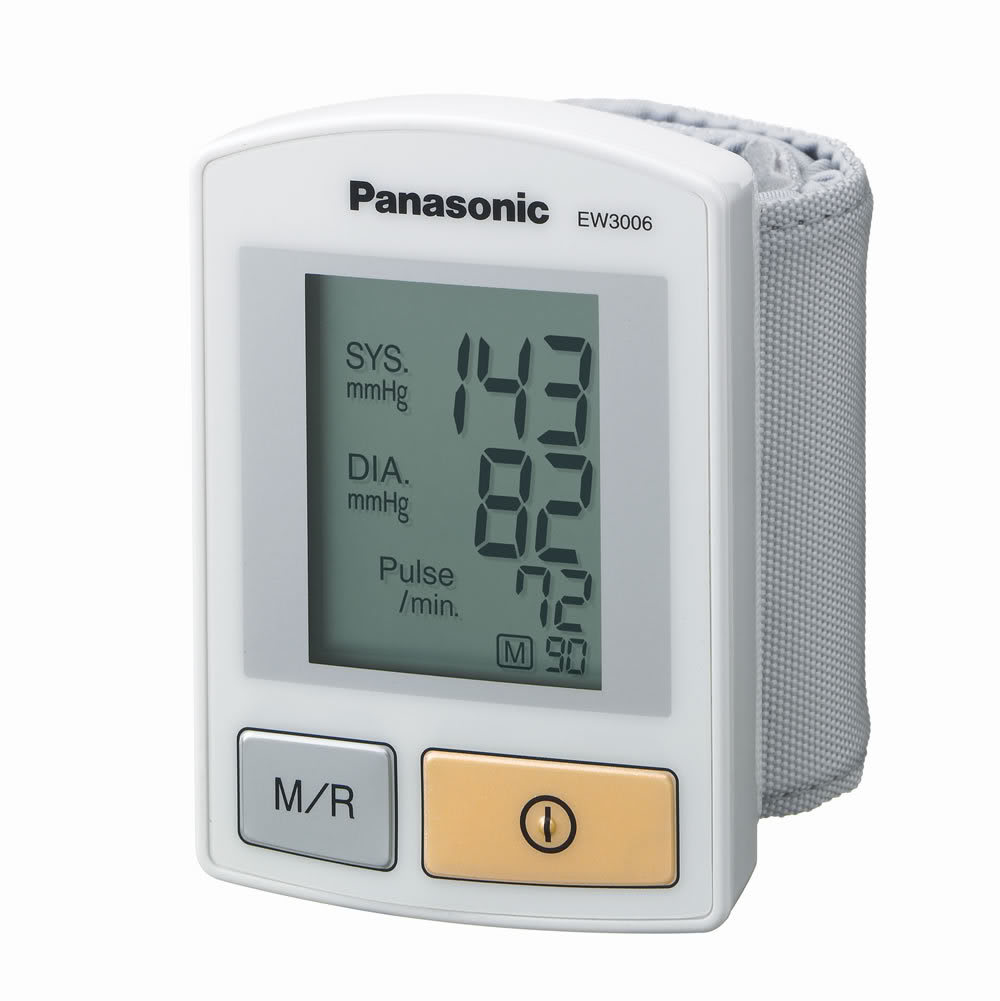 Panasonic EW3006
SYS. 143
mmHg
DIA. 82
mmHg
Pulse 72
/min.
M 90
M/R